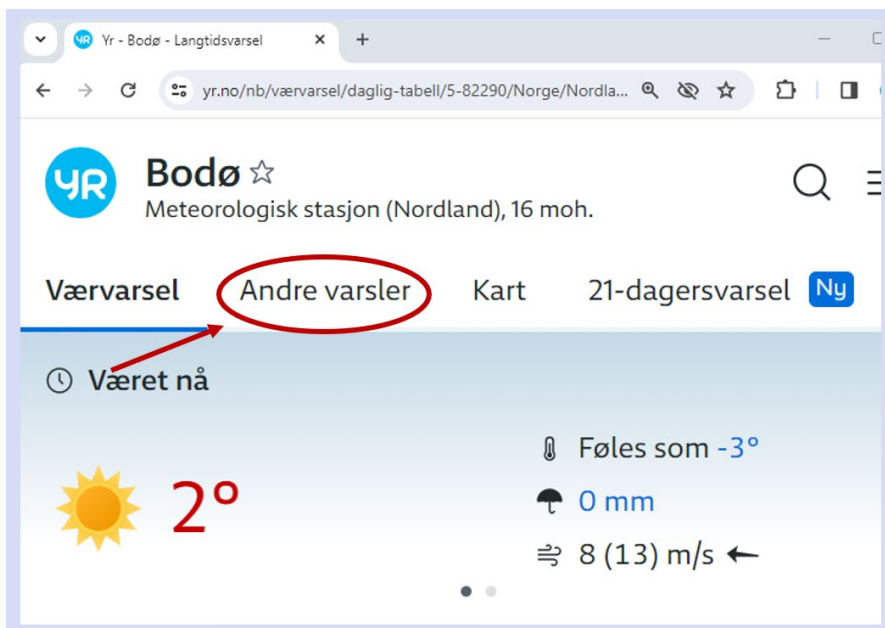 Yr - Bodø - Langtidsvarsel
yr.no/nb/værvarsel/daglig-tabell/5-82290/Norge/Nordla...
YR
Bodø
Meteorologisk stasjon (Nordland), 16 moh.
Værvarsel Andre varsler Kart 21-dagersvarsel Ny
Været nå
2°
Føles som -3°
0 mm
8 (13) m/s